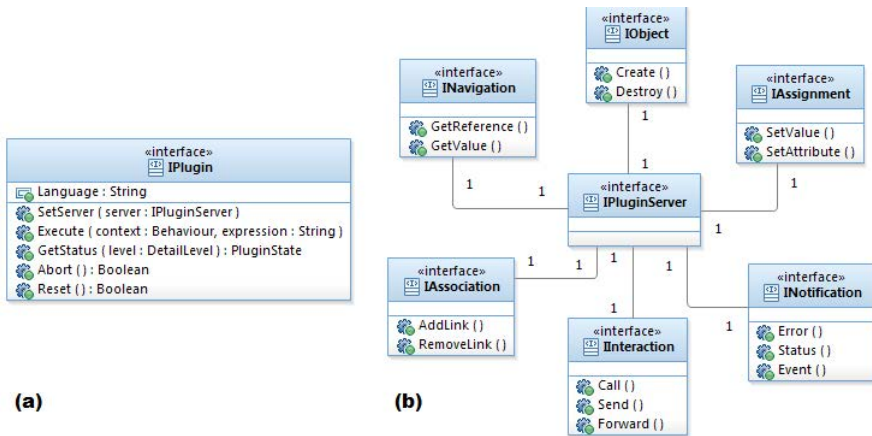 «interface»
IPlugin
Language : String
SetServer ( server : IPluginServer )
Execute ( context : Behaviour, expression : String )
GetStatus ( level : DetailLevel ) : PluginState
Abort ( ) : Boolean
Reset ( ) : Boolean
(a)
«interface»
INavigation
GetReference ( )
GetValue ( )
IObject
Create ( )
Destroy ( )
«interface»
IAssignment
SetValue ( )
SetAttribute ( )
1
1
1
1
1
1
«interface»
IPluginServer
1
1
1
1
1
1
«interface»
IAssociation
AddLink ( )
RemoveLink ( )
«interface»
IInteraction
Call ( )
Send ( )
Forward ( )
«interface»
INotification
Error ( )
Status ( )
Event ( )
(b)